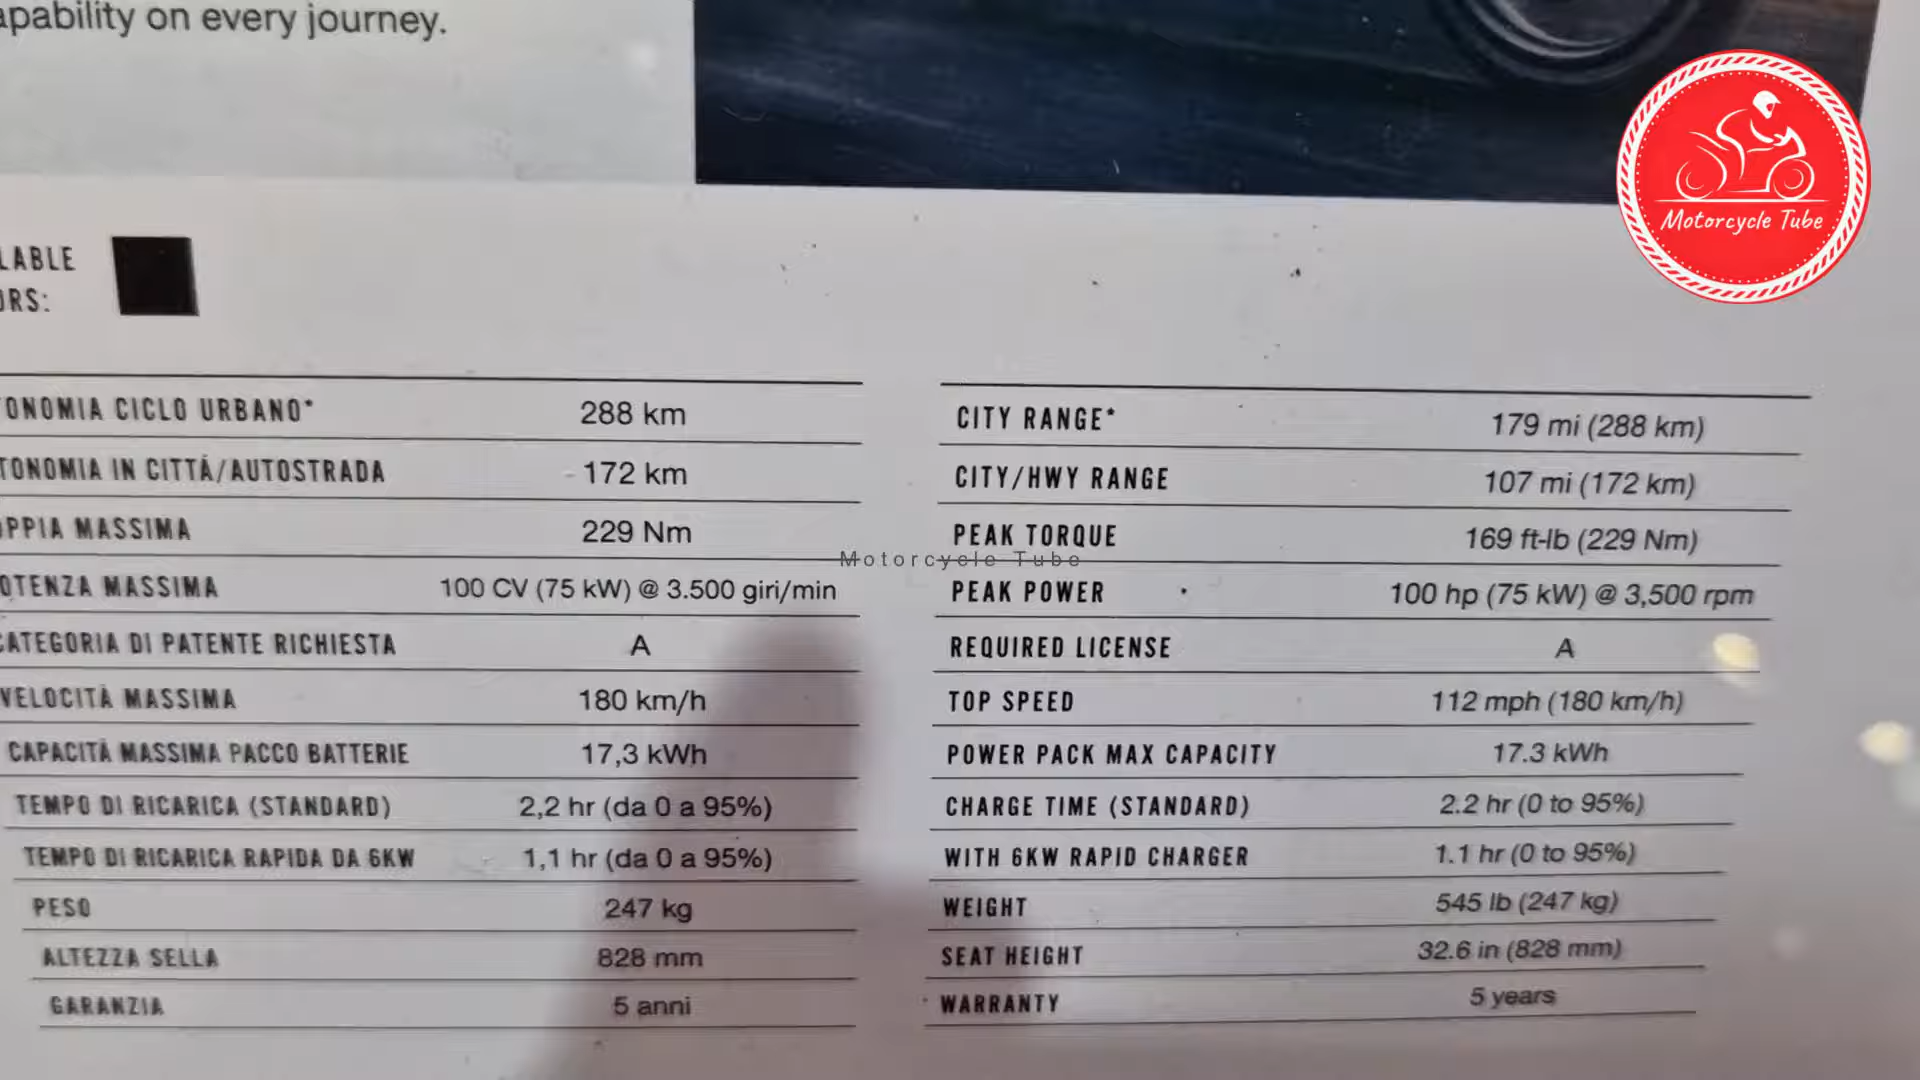 apability on every journey.
Motorcycle Tube
LABLE
ORS:
TONOMIA CICLO URBANO* 288 km
TONOMIA IN CITTÀ/AUTOSTRADA 172 km
OPPIA MASSIMA 229 Nm
OTENZA MASSIMA 100 CV (75 kW) @ 3.500 giri/min
CATEGORIA DI PATENTE RICHIESTA A
VELOCITÀ MASSIMA 180 km/h
CAPACITÀ MASSIMA PACCO BATTERIE 17,3 kWh
TEMPO DI RICARICA (STANDARD) 2,2 hr (da 0 a 95%)
TEMPO DI RICARICA RAPIDA DA 6KW 1,1 hr (da 0 a 95%)
PESO 247 kg
ALTEZZA SELLA 828 mm
GARANZIA 5 anni
Motorcycle Tube
CITY RANGE* 179 mi (288 km)
CITY/HWY RANGE 107 mi (172 km)
PEAK TORQUE 169 ft-lb (229 Nm)
PEAK POWER 100 hp (75 kW) @ 3,500 rpm
REQUIRED LICENSE A
TOP SPEED 112 mph (180 km/h)
POWER PACK MAX CAPACITY 17.3 kWh
CHARGE TIME (STANDARD) 2.2 hr (0 to 95%)
WITH 6KW RAPID CHARGER 1.1 hr (0 to 95%)
WEIGHT 545 lb (247 kg)
SEAT HEIGHT 32.6 in (828 mm)
WARRANTY 5 years